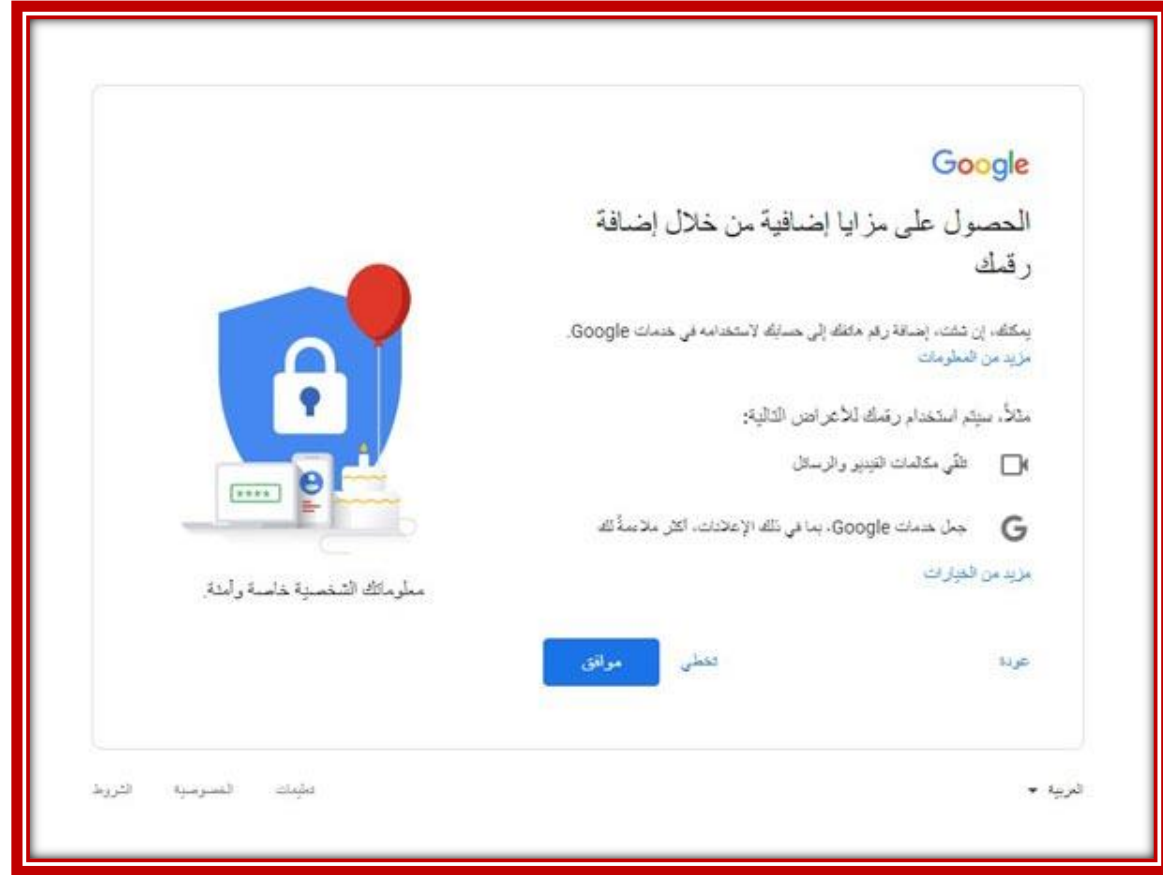 Google
الحصول على مزايا إضافية من خلال إضافة
رقمك
يمكنك، إن شئت، إضافة رقم هاتفك إلى حسابك لاستخدامه في خدمات Google.
مزيد من المعلومات
مثلاً، سيتم استخدام رقمك للأغراض التالية:
تلقّي مكالمات الفيديو والرسائل
جعل خدمات Google، بما في ذلك الإعلانات، أكثر ملاءمةً لك
مزيد من الخيارات
معلوماتك الشخصية خاصة وآمنة.
عودة
تخطي
موافق
العربية
تعليمات
الخصوصية
الشروط